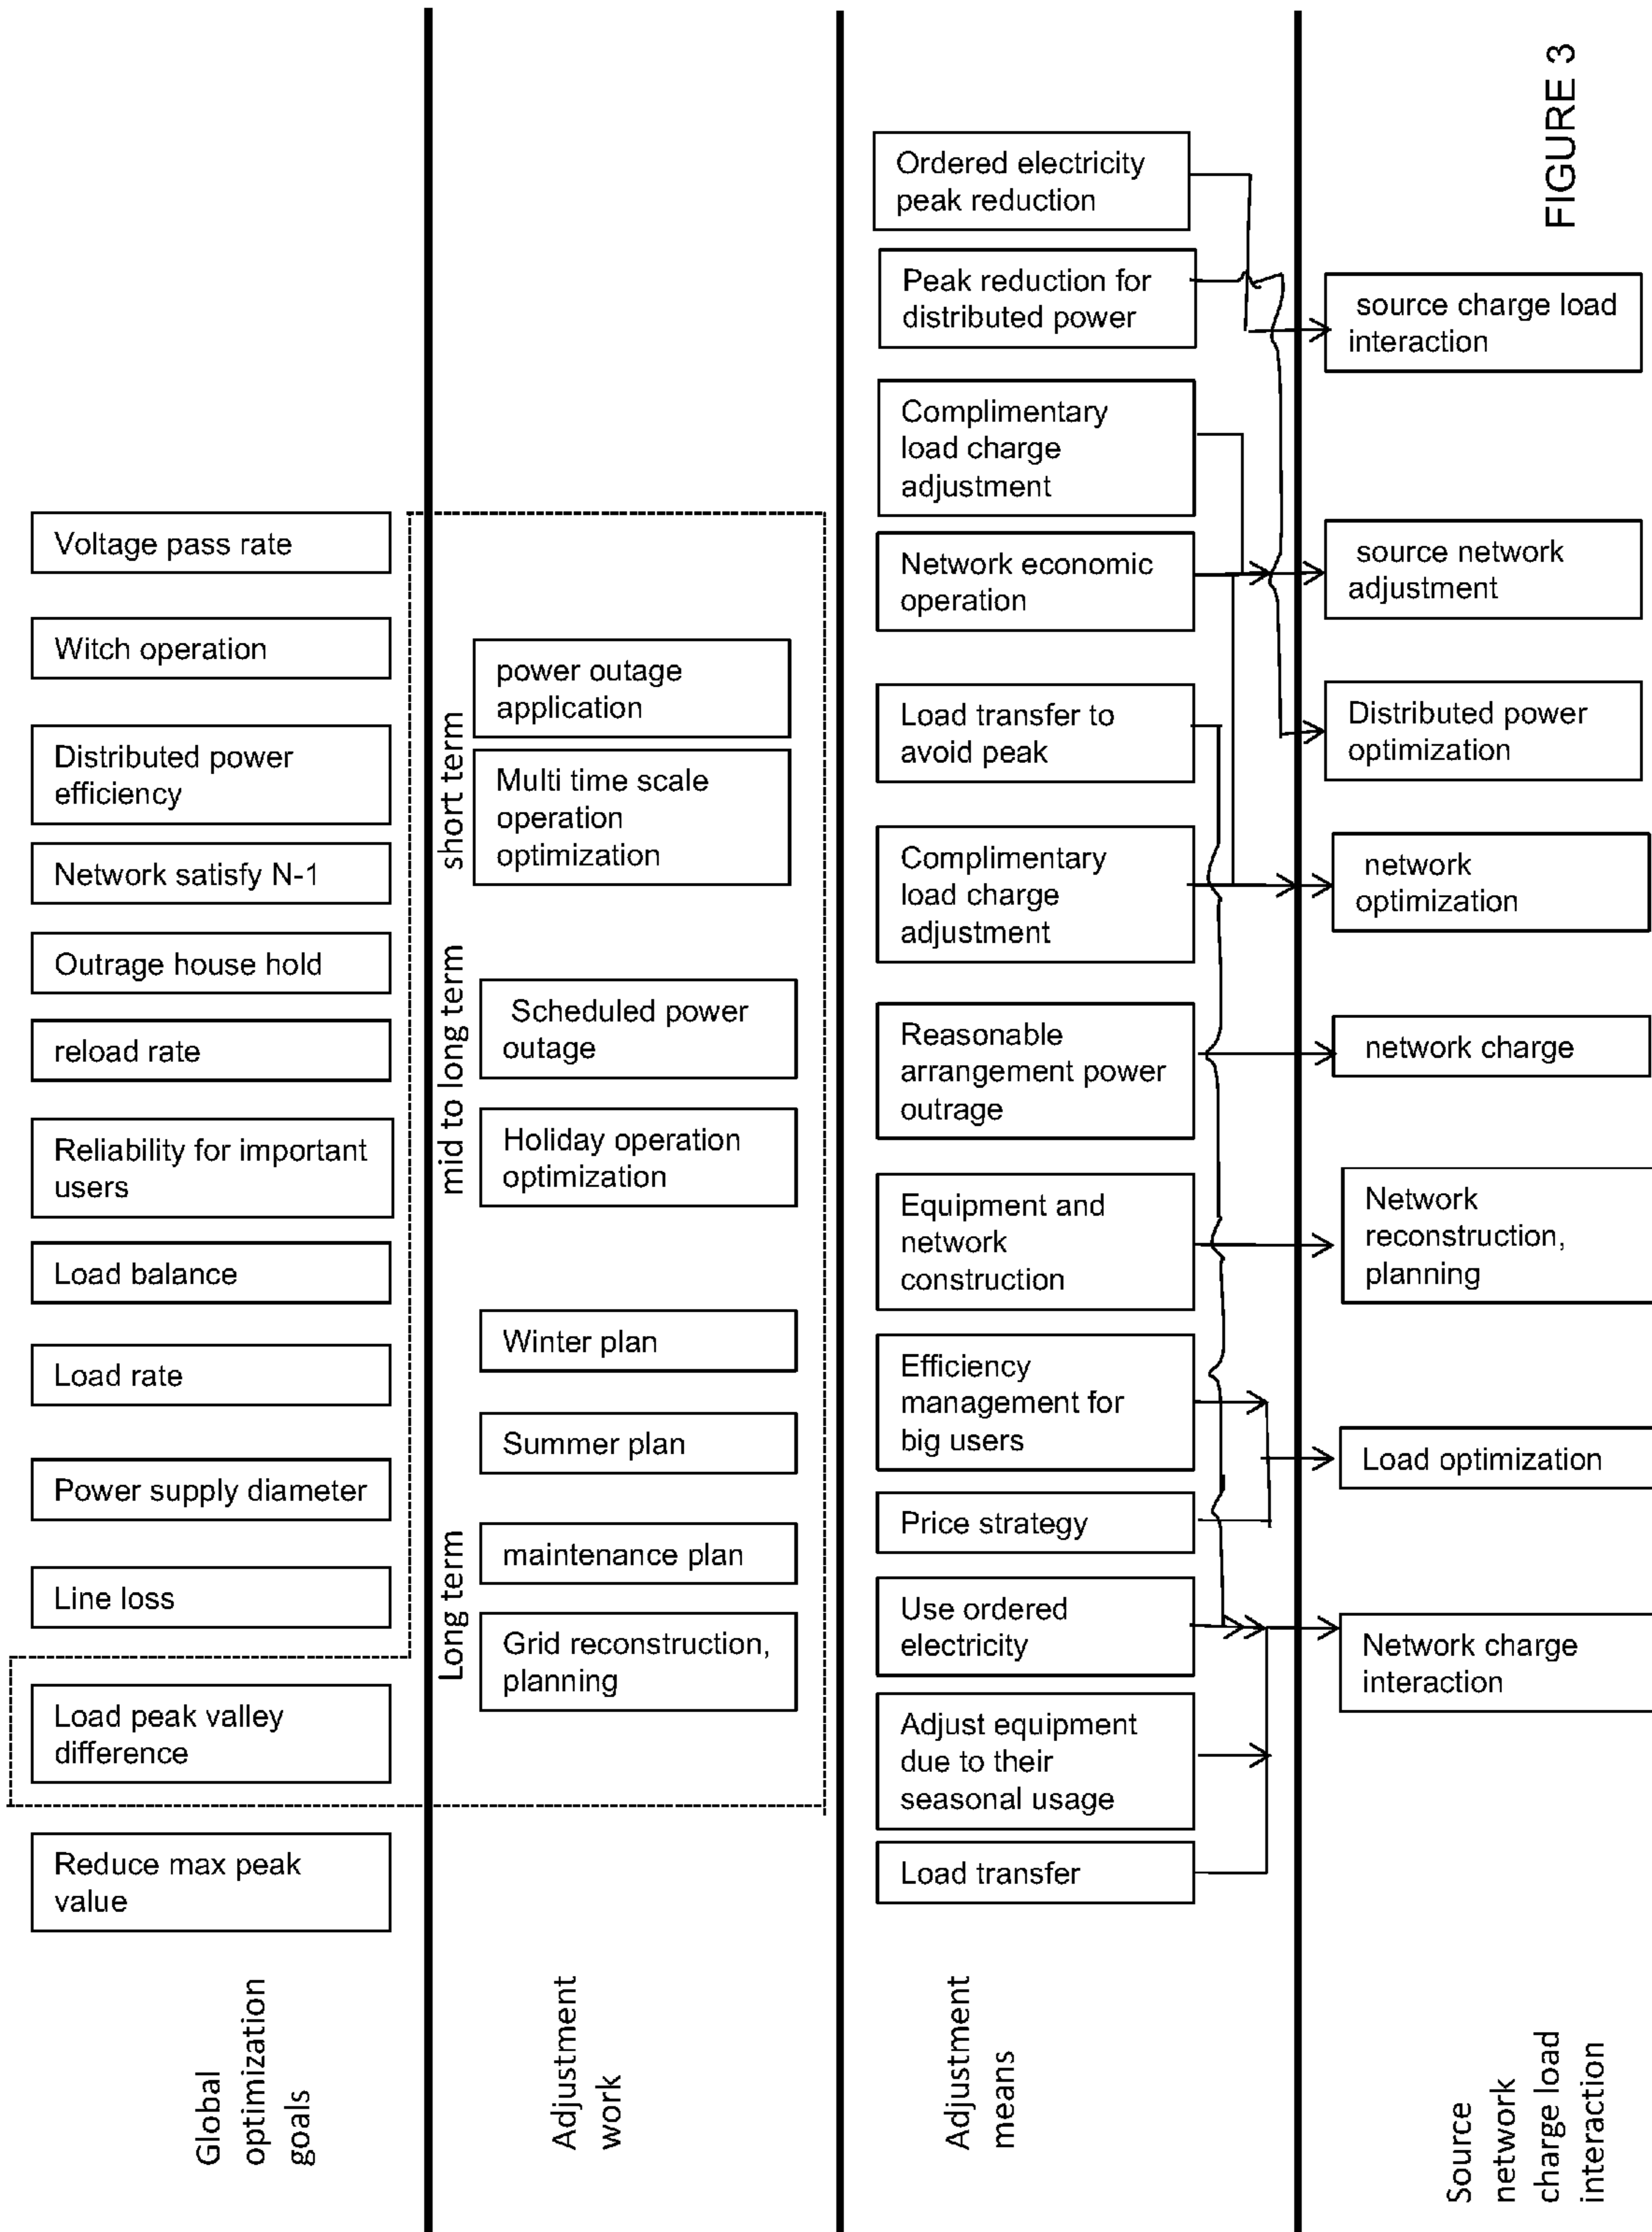 Voltage pass rate
Witch operation
Distributed power
efficiency
Network satisfy N-1
Outrage house hold
reload rate
Reliability for important
users
Load balance
Load rate
Power supply diameter
Line loss
Load peak valley
difference
Reduce max peak
value
Global
optimization
goals
short term
power outage
application
Multi time scale
operation
optimization
mid to long term
Scheduled power
outage
Holiday operation
optimization
Winter plan
Summer plan
Long term
maintenance plan
Grid reconstruction,
planning
Adjustment
work
Ordered electricity
peak reduction
Peak reduction for
distributed power
Complimentary
load charge
adjustment
Network economic
operation
Load transfer to
avoid peak
Complimentary
load charge
adjustment
Reasonable
arrangement power
outrage
Equipment and
network
construction
Efficiency
management for
big users
Price strategy
Use ordered
electricity
Adjust equipment
due to their
seasonal usage
Load transfer
Adjustment
means
FIGURE 3
source charge load
interaction
source network
adjustment
Distributed power
optimization
network
optimization
network charge
Network
reconstruction,
planning
Load optimization
Network charge
interaction
Source
network
charge load
interaction